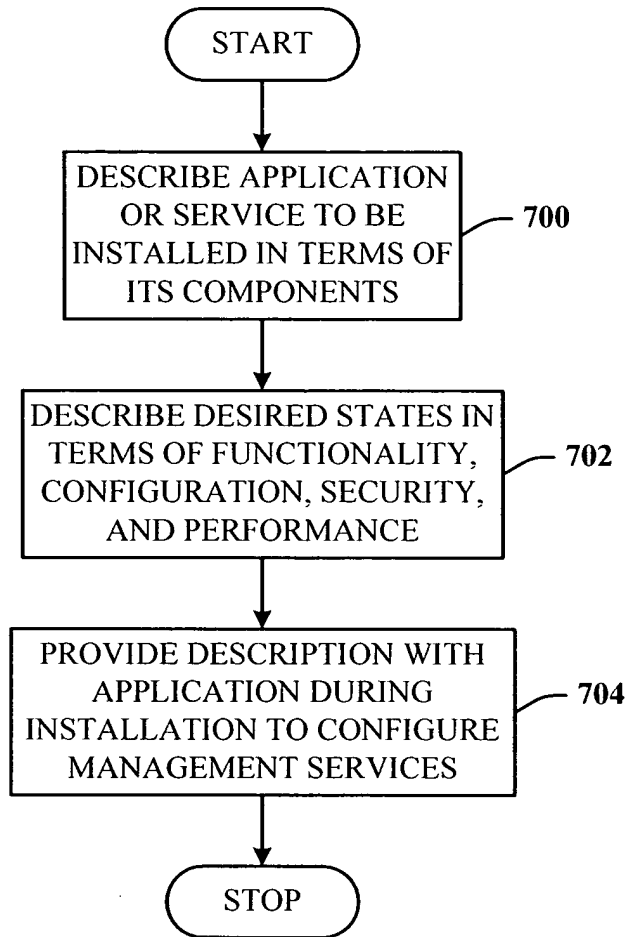 START
DESCRIBE APPLICATION
OR SERVICE TO BE
INSTALLED IN TERMS OF
ITS COMPONENTS
700
DESCRIBE DESIRED STATES IN
TERMS OF FUNCTIONALITY,
CONFIGURATION, SECURITY,
AND PERFORMANCE
702
PROVIDE DESCRIPTION WITH
APPLICATION DURING
INSTALLATION TO CONFIGURE
MANAGEMENT SERVICES
704
STOP